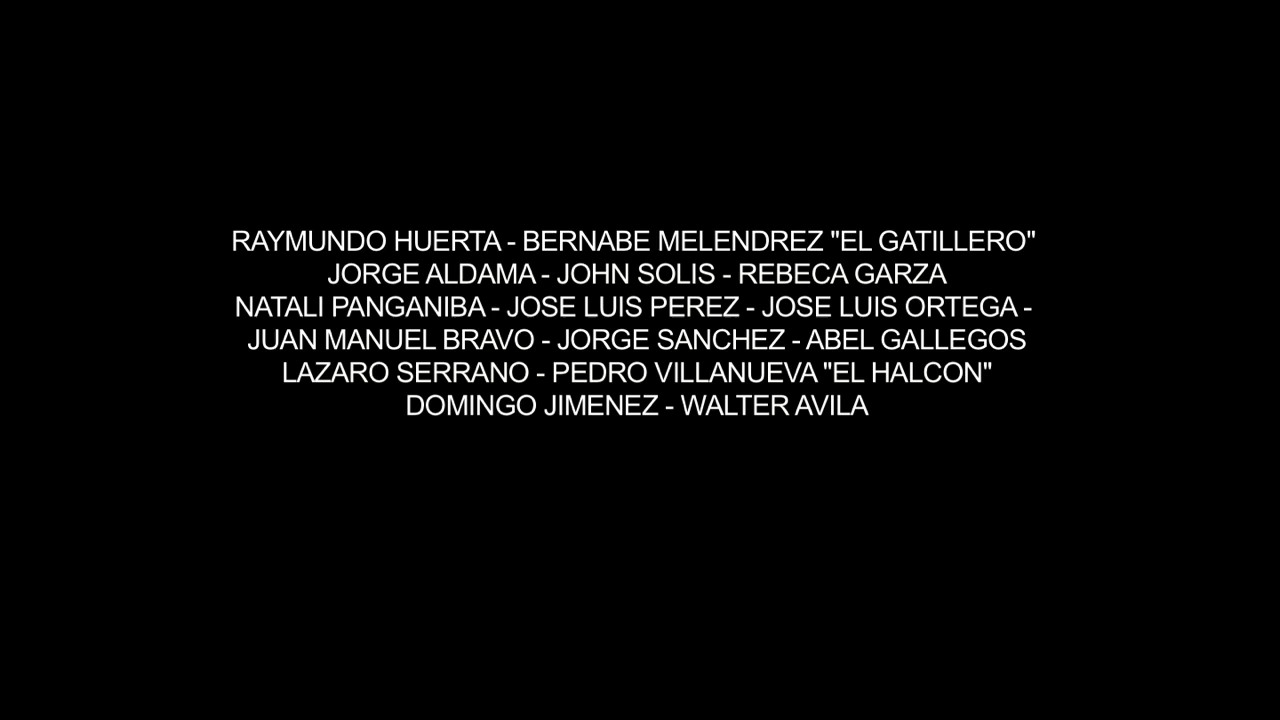 RAYMUNDO HUERTA - BERNABE MELENDREZ "EL GATILLERO"
JORGE ALDAMA - JOHN SOLIS - REBECA GARZA
NATALI PANGANIBA - JOSE LUIS PEREZ - JOSE LUIS ORTEGA -
JUAN MANUEL BRAVO - JORGE SANCHEZ - ABEL GALLEGOS
LAZARO SERRANO - PEDRO VILLANUEVA "EL HALCON"
DOMINGO JIMENEZ - WALTER AVILA